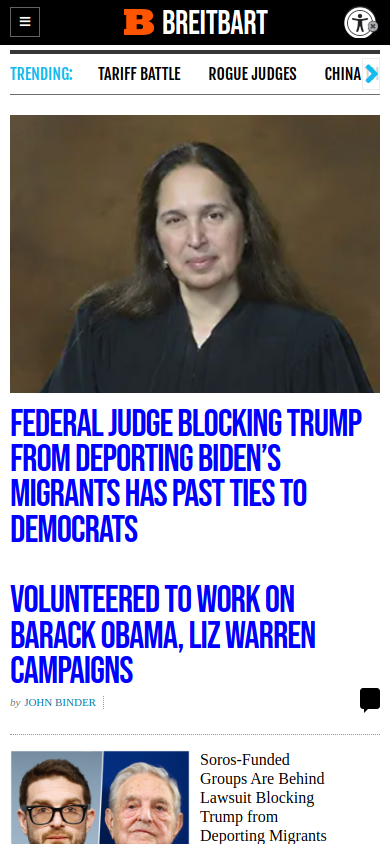 B BREITBART
TRENDING:
TARIFF BATTLE
ROGUE JUDGES
CHINA
FEDERAL JUDGE BLOCKING TRUMP
FROM DEPORTING BIDEN’S
MIGRANTS HAS PAST TIES TO
DEMOCRATS
VOLUNTEERED TO WORK ON
BARACK OBAMA, LIZ WARREN
CAMPAIGNS
by JOHN BINDER
Soros-Funded
Groups Are Behind
Lawsuit Blocking
Trump from
Deporting Migrants